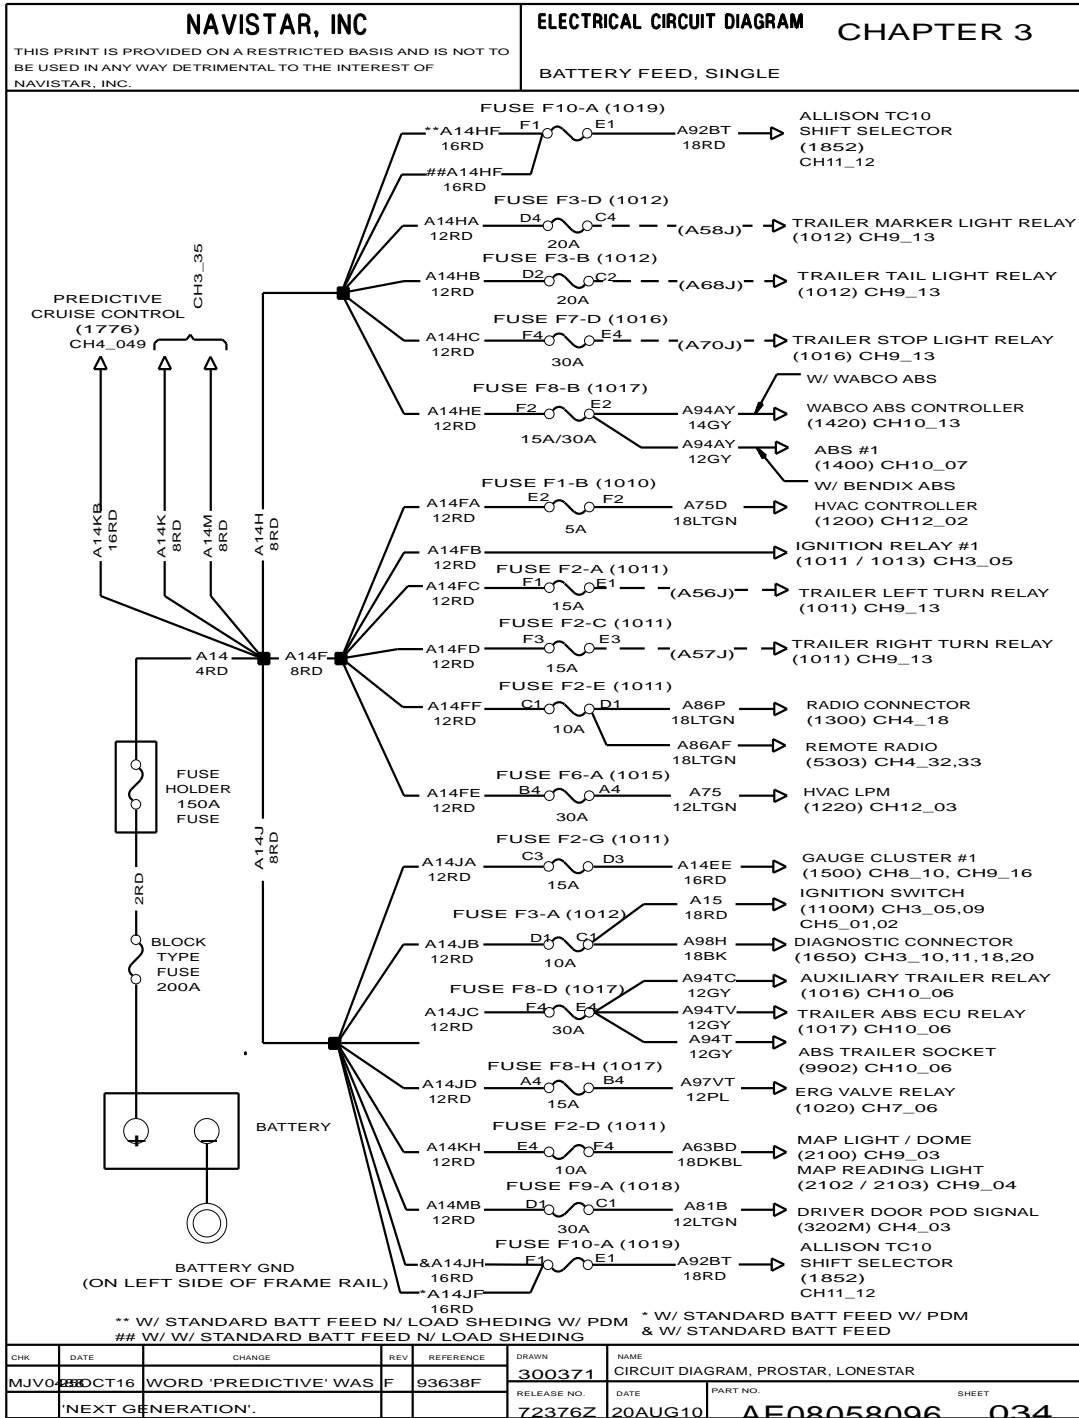 NAVISTAR, INC
THIS PRINT IS PROVIDED ON A RESTRICTED BASIS AND IS NOT TO
BE USED IN ANY WAY DETRIMENTAL TO THE INTEREST OF
NAVISTAR, INC.
ELECTRICAL CIRCUIT DIAGRAM
CHAPTER 3
BATTERY FEED, SINGLE
FUSE F10-A (1019)
**A14HF
16RD
F1
E1
A92BT
18RD
ALLISON TC10
SHIFT SELECTOR
(1852)
CH11_12
##A14HF
16RD
FUSE F3-D (1012)
A14HA
12RD
D4
C4
20A
(A58J)
TRAILER MARKER LIGHT RELAY
(1012) CH9_13
FUSE F3-B (1012)
A14HB
12RD
D2
C2
20A
(A68J)
TRAILER TAIL LIGHT RELAY
(1012) CH9_13
FUSE F7-D (1016)
A14HC
12RD
F4
E4
30A
(A70J)
TRAILER STOP LIGHT RELAY
(1016) CH9_13
FUSE F8-B (1017)
A14HE
12RD
F2
E2
15A/30A
W/ WABCO ABS
A94AY
14GY
WABCO ABS CONTROLLER
(1420) CH10_13
A94AY
12GY
ABS #1
(1400) CH10_07
W/ BENDIX ABS
PREDICTIVE
CRUISE CONTROL
(1776)
CH4_049
CH3_35
A14KB
16RD
A14K
8RD
A14M
8RD
A14H
8RD
FUSE F1-B (1010)
A14FA
12RD
E2
F2
5A
A75D
18LTGN
HVAC CONTROLLER
(1200) CH12_02
A14FB
12RD
IGNITION RELAY #1
(1011 / 1013) CH3_05
FUSE F2-A (1011)
A14FC
12RD
F1
E1
15A
(A56J)
TRAILER LEFT TURN RELAY
(1011) CH9_13
FUSE F2-C (1011)
A14FD
12RD
F3
E3
15A
(A57J)
TRAILER RIGHT TURN RELAY
(1011) CH9_13
A14
4RD
A14F
8RD
FUSE F2-E (1011)
A14FF
12RD
C1
D1
10A
A86P
18LTGN
RADIO CONNECTOR
(1300) CH4_18
A86AF
18LTGN
REMOTE RADIO
(5303) CH4_32,33
FUSE F6-A (1015)
A14FE
12RD
B4
A4
30A
A75
12LTGN
HVAC LPM
(1220) CH12_03
FUSE
HOLDER
150A
FUSE
A14J
8RD
2RD
BLOCK
TYPE
FUSE
200A
FUSE F2-G (1011)
A14JA
12RD
C3
D3
15A
A14EE
16RD
GAUGE CLUSTER #1
(1500) CH8_10, CH9_16
FUSE F3-A (1012)
A14JB
12RD
D1
C1
10A
A15
18RD
IGNITION SWITCH
(1100M) CH3_05,09
CH5_01,02
A98H
18BK
DIAGNOSTIC CONNECTOR
(1650) CH3_10,11,18,20
FUSE F8-D (1017)
A14JC
12RD
F4
E4
30A
A94TC
12GY
AUXILIARY TRAILER RELAY
(1016) CH10_06
A94TV
12GY
TRAILER ABS ECU RELAY
(1017) CH10_06
A94T
12GY
ABS TRAILER SOCKET
(9902) CH10_06
FUSE F8-H (1017)
A14JD
12RD
A4
B4
15A
A97VT
12PL
ERG VALVE RELAY
(1020) CH7_06
FUSE F2-D (1011)
A14KH
12RD
E4
F4
10A
A63BD
18DKBL
MAP LIGHT / DOME
(2100) CH9_03
MAP READING LIGHT
(2102 / 2103) CH9_04
FUSE F9-A (1018)
A14MB
12RD
D1
C1
30A
A81B
12LTGN
DRIVER DOOR POD SIGNAL
(3202M) CH4_03
FUSE F10-A (1019)
&A14JH
16RD
F1
E1
A92BT
18RD
ALLISON TC10
SHIFT SELECTOR
(1852)
CH11_12
*A14JF
16RD
BATTERY
BATTERY GND
(ON LEFT SIDE OF FRAME RAIL)
** W/ STANDARD BATT FEED N/ LOAD SHEDING W/ PDM
* W/ STANDARD BATT FEED W/ PDM
## W/ W/ STANDARD BATT FEED N/ LOAD SHEDING
& W/ STANDARD BATT FEED
CHK DATE CHANGE REV REFERENCE
OCT16 WORD 'PREDICTIVE' WAS F 93638F
'NEXT GENERATION'.
DRAWN
300371
NAME
CIRCUIT DIAGRAM, PROSTAR, LONESTAR
RELEASE NO.
72376Z
DATE
20AUG10
PART NO.
AE08058096
SHEET
034